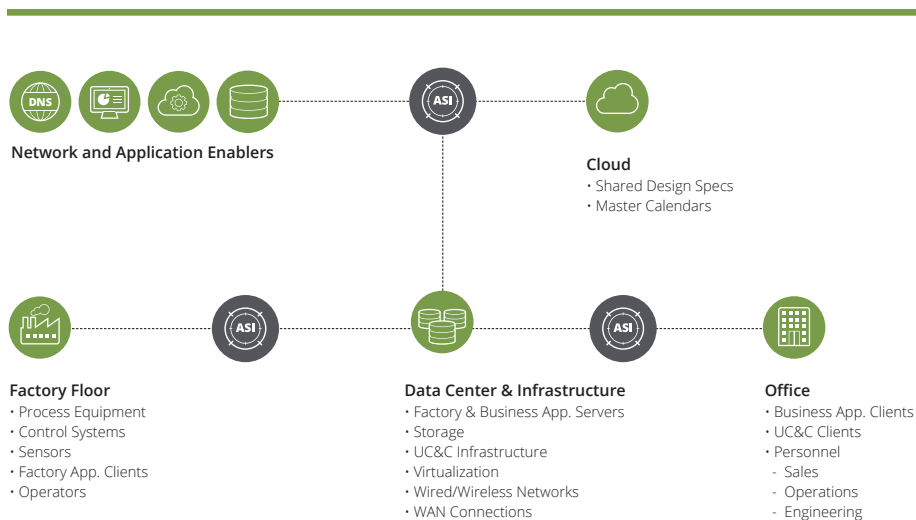 DNS
ASI
Network and Application Enablers
Cloud
• Shared Design Specs
• Master Calendars
ASI
ASI
Factory Floor
• Process Equipment
• Control Systems
• Sensors
• Factory App. Clients
• Operators
Data Center & Infrastructure
• Factory & Business App. Servers
• Storage
• UC&C Infrastructure
• Virtualization
• Wired/Wireless Networks
• WAN Connections
Office
• Business App. Clients
• UC&C Clients
• Personnel
- Sales
- Operations
- Engineering